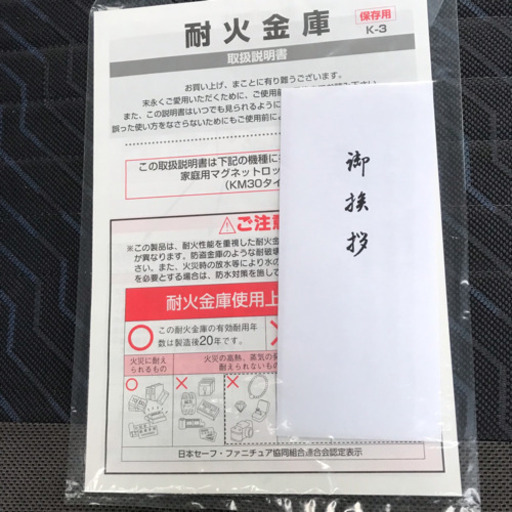 耐火金庫
保存用
K-3
取扱説明書
お買い上げ、まことに有り難うございます。
末永くご愛用いただくために、ご使用前
また、この説明書はいつでも見られるように
誤った使い方をなさらないためにもご使用前によ
この取扱説明書は下記の機種に
家庭用マグネットロッ
(KM30タイ
御挨拶
⚠ご注意
※この製品は、耐火性能を重視した耐火金
が異なります。防盗金庫のような耐破壊
さい。また、火災時の放水等により水の
を必要とする場合は、防水対策を施して
耐火金庫使用上
この耐火金庫の有効耐用年
数は製造後20年です。
火災に耐え
られるもの
火災の高熱、蒸気の
耐えられないもの
日本セーフ・ファニチュア協同組合連合会認定表示